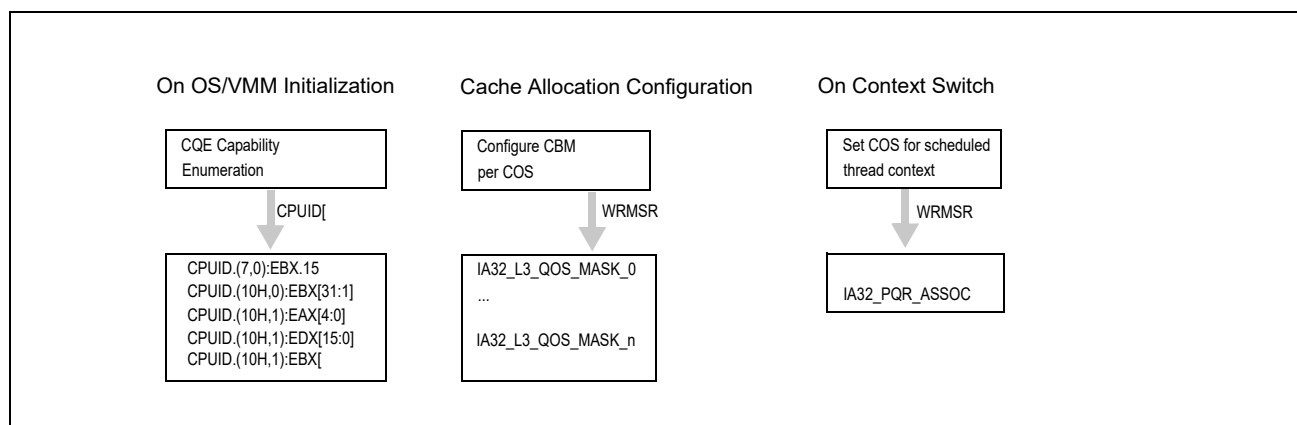 On OS/VMM Initialization
CQE Capability
Enumeration
CPUID[
CPUID.(7,0):EBX.15
CPUID.(10H,0):EBX[31:1]
CPUID.(10H,1):EAX[4:0]
CPUID.(10H,1):EDX[15:0]
CPUID.(10H,1):EBX[
Cache Allocation Configuration
Configure CBM
per COS
WRMSR
IA32_L3_QOS_MASK_0
...
IA32_L3_QOS_MASK_n
On Context Switch
Set COS for scheduled
thread context
WRMSR
IA32_PQR_ASSOC